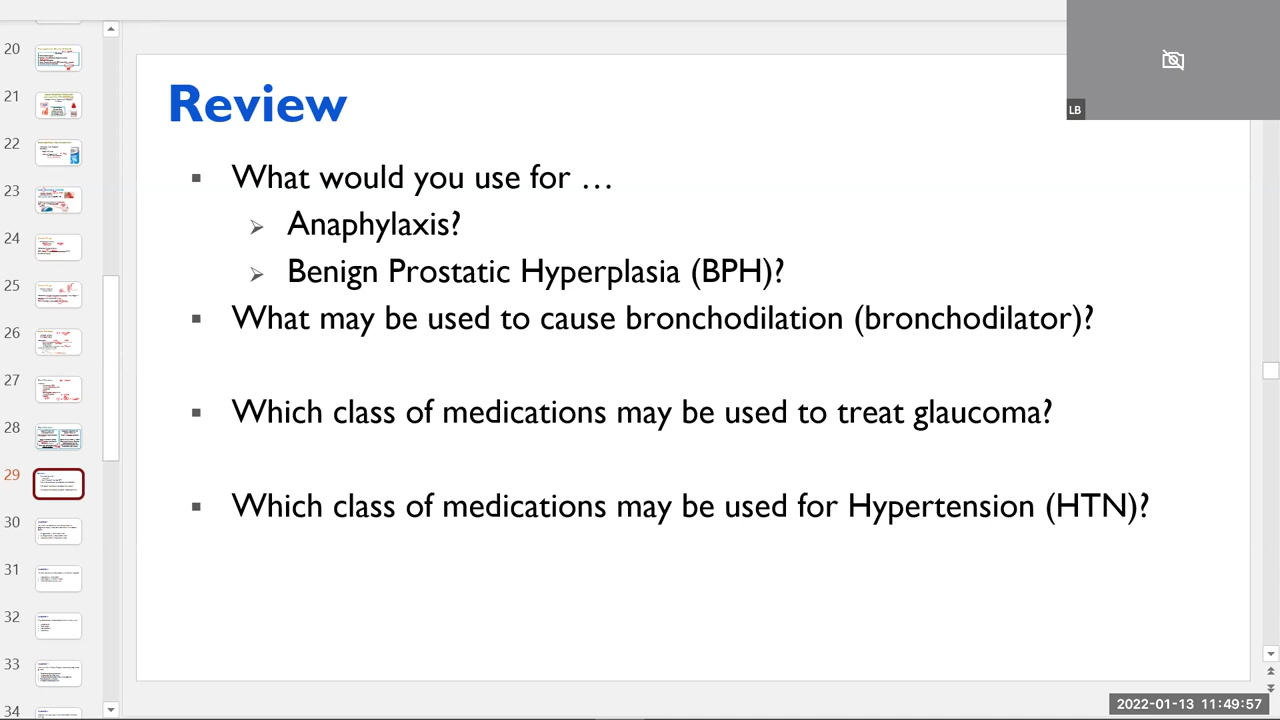 Review
What would you use for …
Anaphylaxis?
Benign Prostatic Hyperplasia (BPH)?
What may be used to cause bronchodilation (bronchodilator)?
Which class of medications may be used to treat glaucoma?
Which class of medications may be used for Hypertension (HTN)?
LB
20
21
22
23
24
26
27
28
29
31
32
33
34
2022-01-13 11:49:57